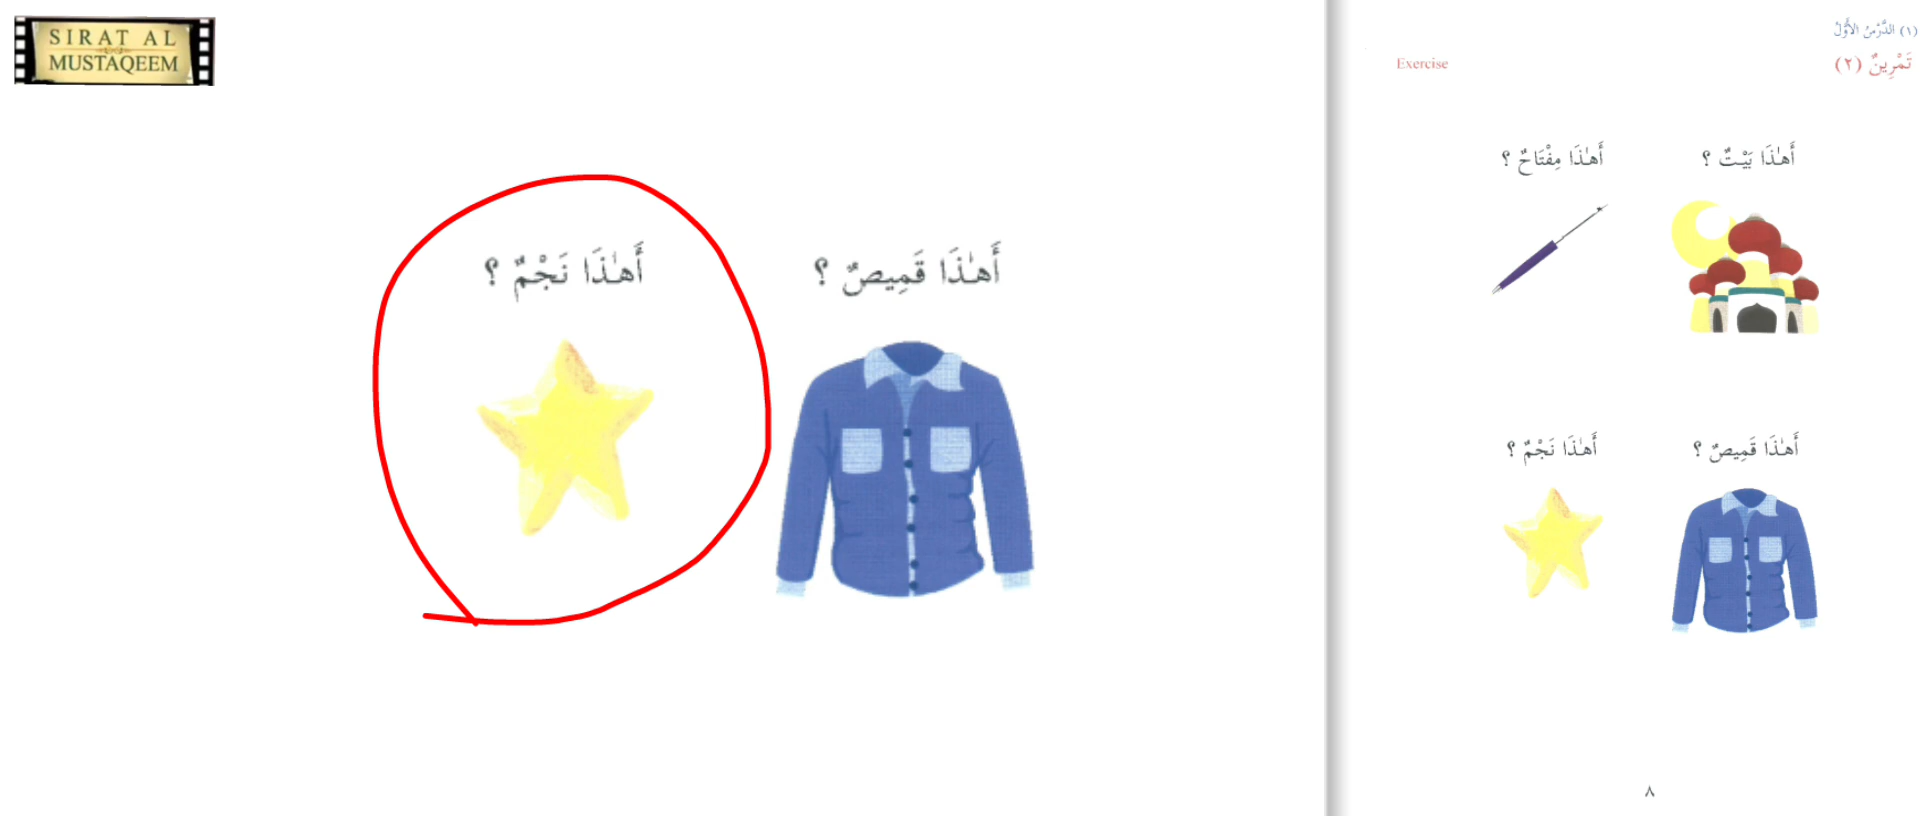 SIRAT AL
MUSTAQEEM
أَهٰذَا قَمِيصٌ ؟
أَهٰذَا نَجْمٌ ؟
(١) الدَّرْسُ الأَوَّلُ
تَمْرِينٌ (٢)
Exercise
أَهٰذَا بَيْتٌ ؟
أَهٰذَا مِفْتَاحٌ ؟
أَهٰذَا قَمِيصٌ ؟
أَهٰذَا نَجْمٌ ؟
٨